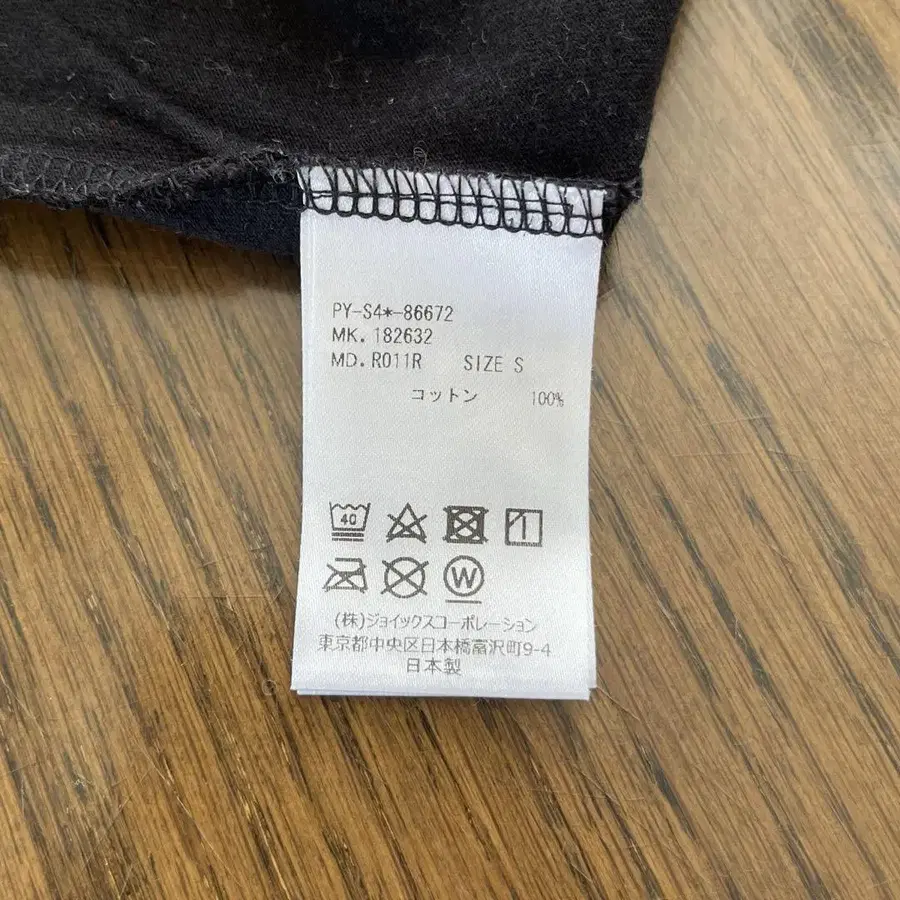 PY-S4*-86672
MK. 182632
MD. R011R SIZE S
コットン 100%
40
W
(株)ジョイックスコーポレーション
東京都中央区日本橋富沢町9-4
日本製